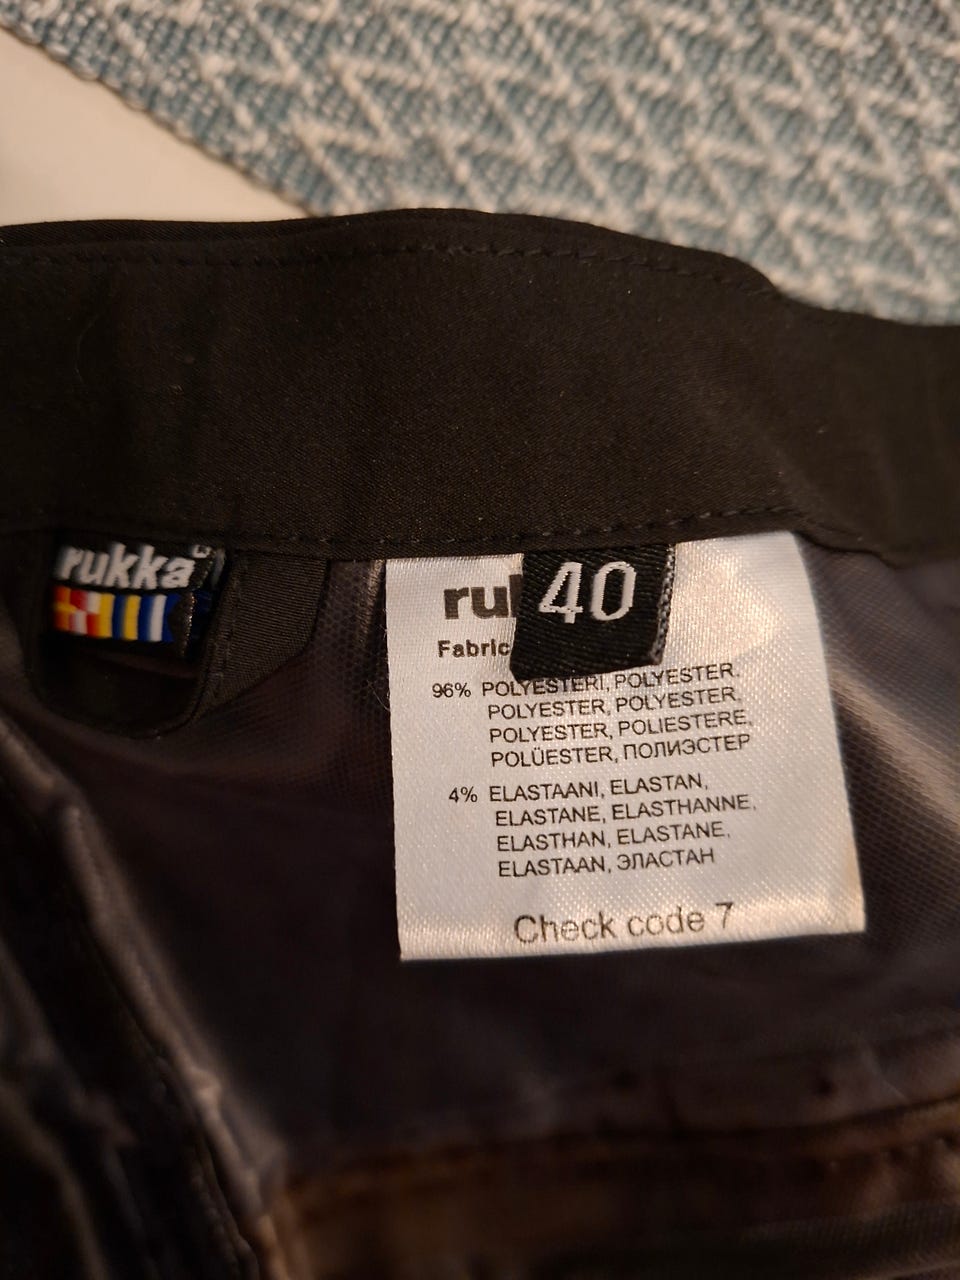 rukka
40
Fabric
96% POLYESTERI, POLYESTER,
POLYESTER, POLYESTER,
POLYESTER, POLIESTERE,
POLÜESTER, ПОЛИЭСТЕР
4% ELASTAANI, ELASTAN,
ELASTANE, ELASTHANNE,
ELASTHAN, ELASTANE,
ELASTAAN, ЭЛАСТАН
Check code 7